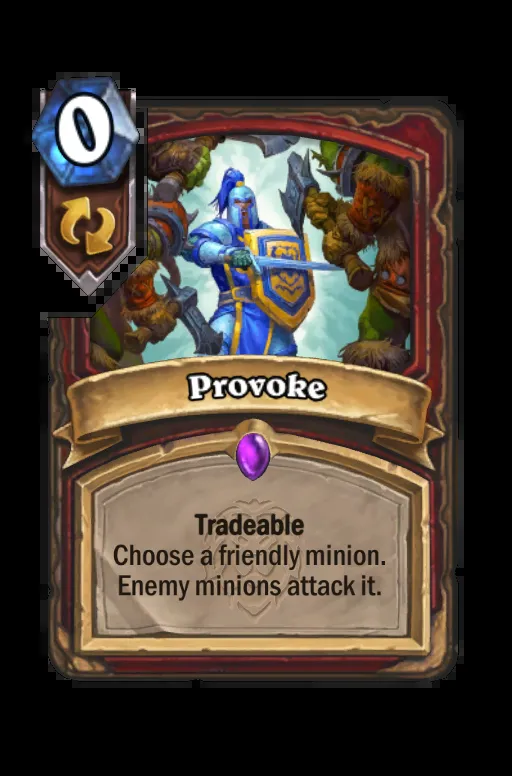 0
Provoke
Tradeable
Choose a friendly minion.
Enemy minions attack it.